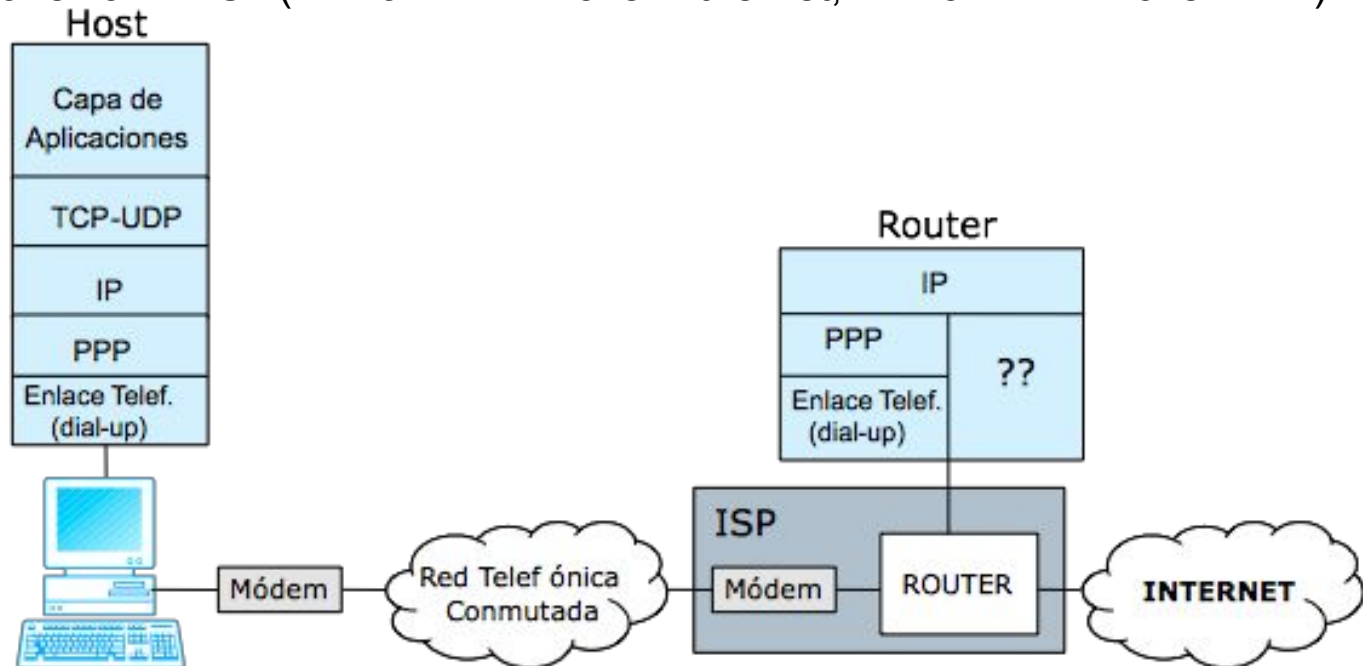 Host
Capa de
Aplicaciones
TCP-UDP
IP
PPP
Enlace Telef.
(dial-up)
Router
IP
PPP
??
Enlace Telef.
(dial-up)
ISP
Módem
Red Telef ónica
Conmutada
Módem
ROUTER
INTERNET